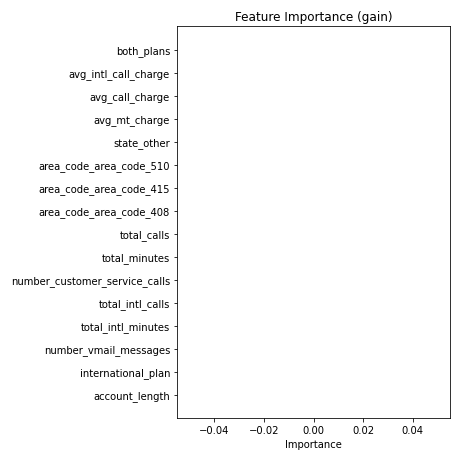 Feature Importance (gain)
both_plans
avg_intl_call_charge
avg_call_charge
avg_mt_charge
state_other
area_code_area_code_510
area_code_area_code_415
area_code_area_code_408
total_calls
total_minutes
number_customer_service_calls
total_intl_calls
total_intl_minutes
number_vmail_messages
international_plan
account_length
−0.04 −0.02 0.00 0.02 0.04
Importance